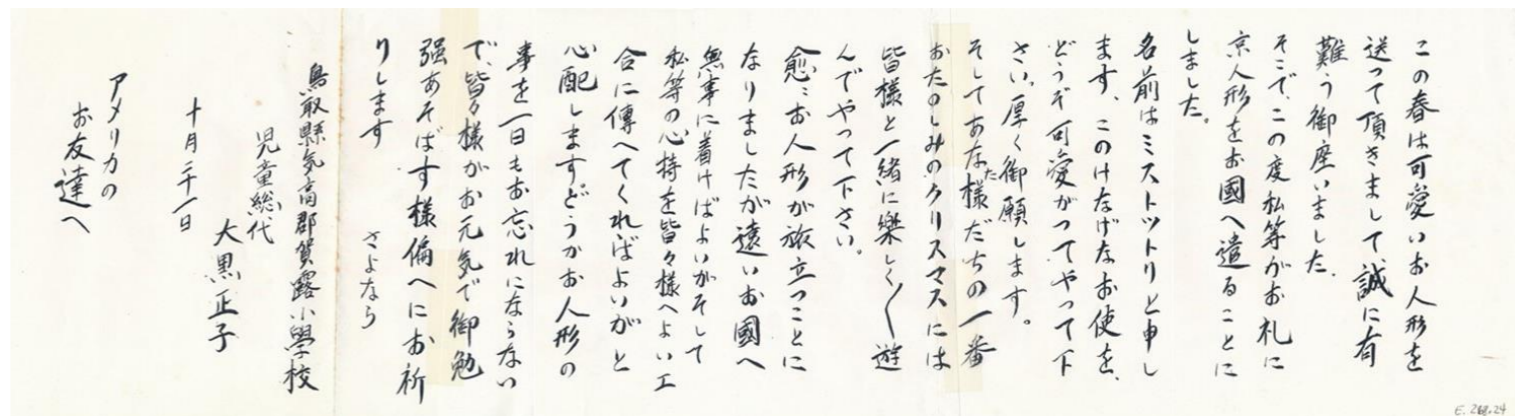 この春は可愛いお人形を
送って頂きまして誠に有
難う御座いました
そこで、この度私等がお礼に
京人形をお國へ遣ることに
しました。
名前はミストットリと申し
ます、このけなげなお使を、
どうぞ可愛がってやって下
さい。厚く御願します。
そしてあなた様だちの一番
おたのしみのクリスマスには
皆様と一緒に樂しく〳〵遊
んでやって下さい。
愈〻お人形が旅立つことに
なりましたが遠いお國へ
無事に着けばよいがそして
私等の心持を皆々様へよい工
合に傳へてくれればよいがと
心配しますどうかお人形の
事を一日もお忘れにならない
で、皆々様がお元気で御勉
强あそばす様偏へにお祈
りします
さよなら
鳥取縣気高郡賀露小學校
児童総代
大黒正子
十月二十一日
アメリカの
お友達へ
E.268.24